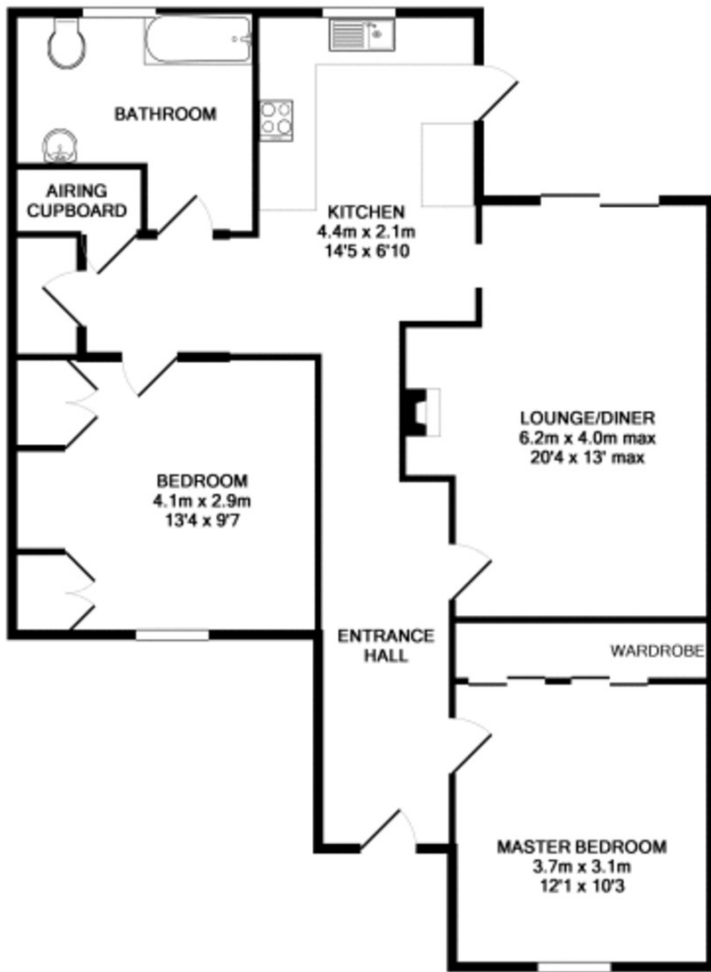 BATHROOM
AIRING
CUPBOARD
KITCHEN
4.4m x 2.1m
14'5 x 6'10
LOUNGE/DINER
6.2m x 4.0m max
20'4 x 13' max
BEDROOM
4.1m x 2.9m
13'4 x 9'7
ENTRANCE
HALL
WARDROBE
MASTER BEDROOM
3.7m x 3.1m
12'1 x 10'3